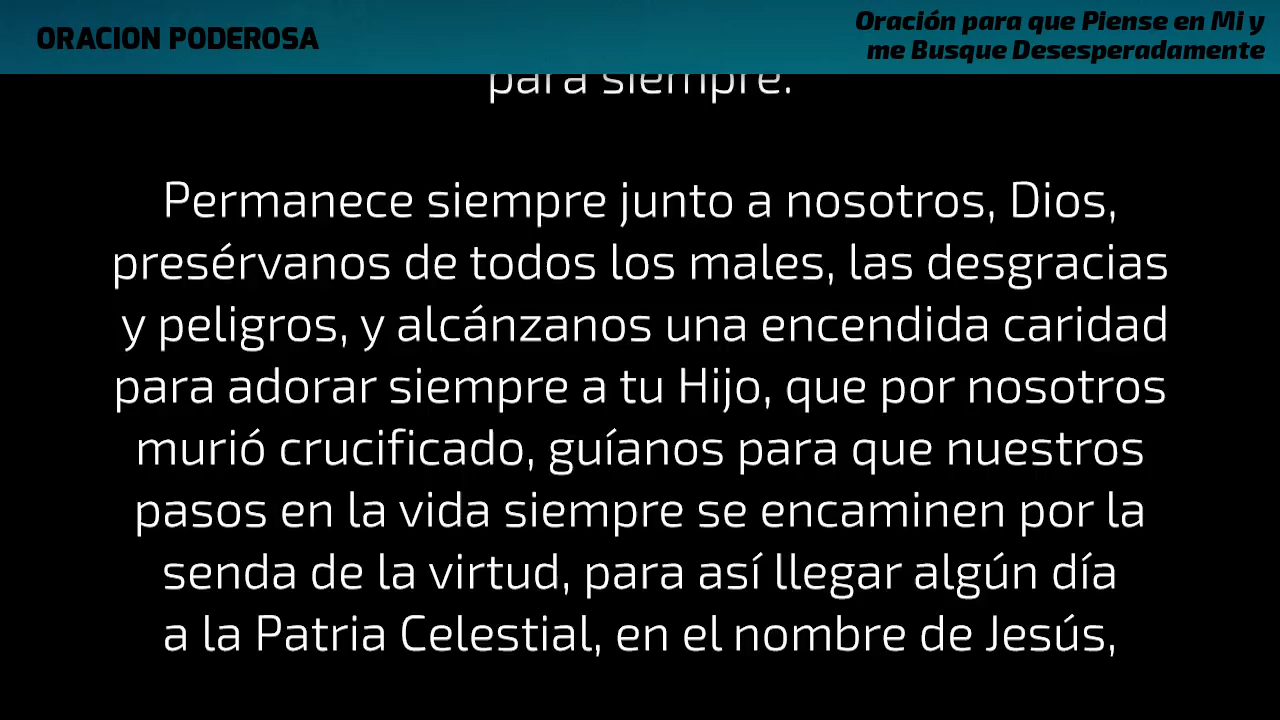 ORACION PODEROSA
Oración para que Piense en Mi y
me Busque Desesperadamente
para siempre.
Permanece siempre junto a nosotros, Dios,
presérvanos de todos los males, las desgracias
y peligros, y alcánzanos una encendida caridad
para adorar siempre a tu Hijo, que por nosotros
murió crucificado, guíanos para que nuestros
pasos en la vida siempre se encaminen por la
senda de la virtud, para así llegar algún día
a la Patria Celestial, en el nombre de Jesús,